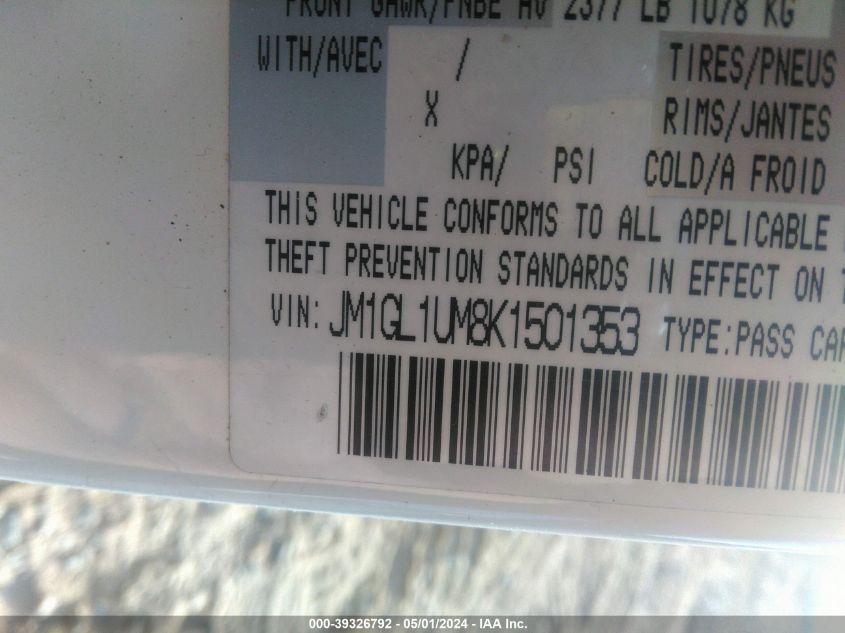 FRONT GAWR/PNBE AV 2377 LB 1078 KG
WITH/AVEC / TIRES/PNEUS
X RIMS/JANTES
KPA/ PSI COLD/A FROID
THIS VEHICLE CONFORMS TO ALL APPLICABLE
THEFT PREVENTION STANDARDS IN EFFECT ON
VIN: JM1GL1UM8K1501353 TYPE:PASS CAR
000-39326792 - 05/01/2024 - IAA Inc.